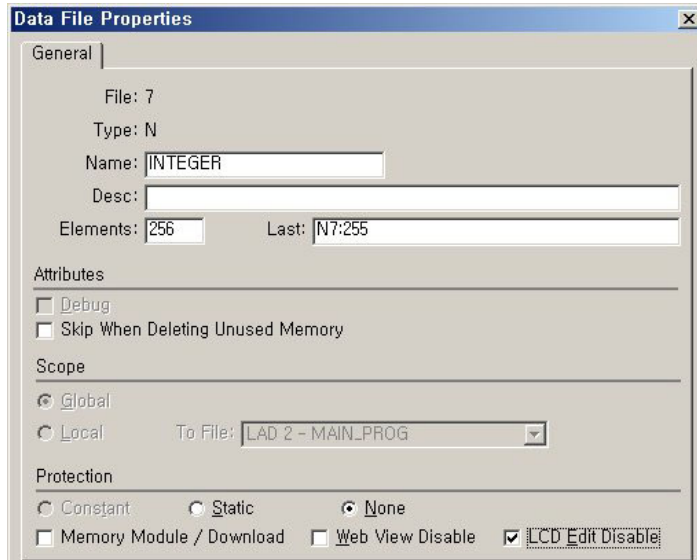 Data File Properties
General
File: 7
Type: N
Name: INTEGER
Desc:
Elements: 256 Last: N7:255
Attributes
Debug
Skip When Deleting Unused Memory
Scope
Global
Local To File: LAD 2 - MAIN_PROG
Protection
Constant Static None
Memory Module / Download Web View Disable LCD Edit Disable